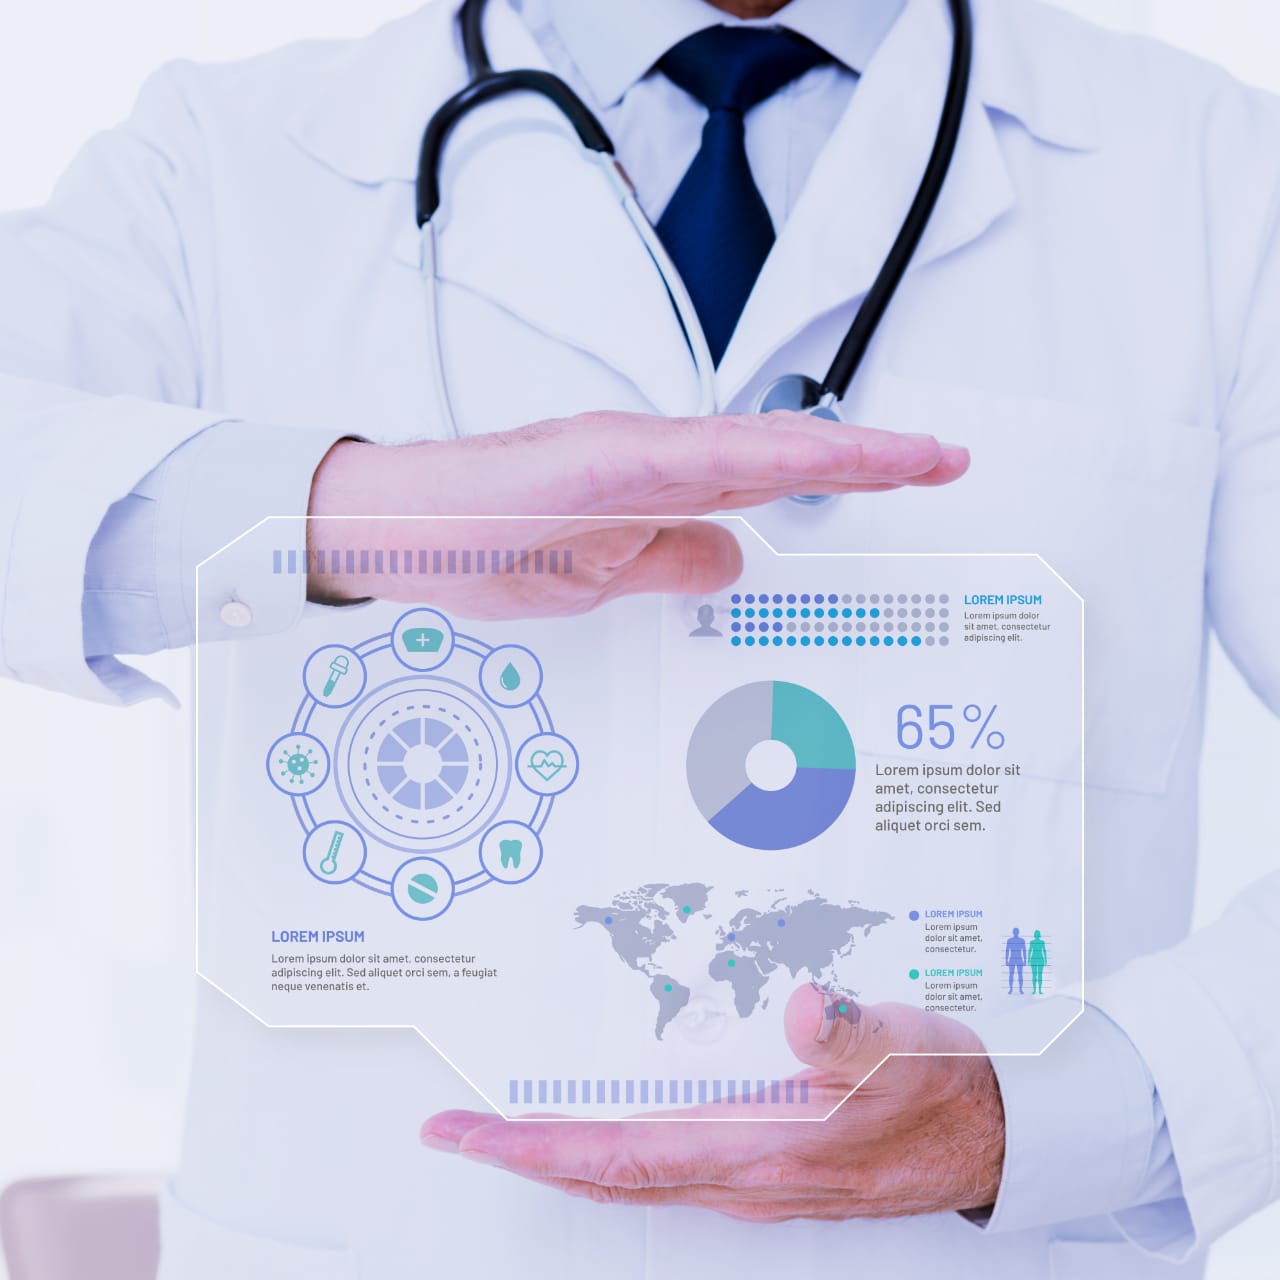 LOREM IPSUM
Lorem ipsum dolor
sit amet, consectetur
adipiscing elit.
65%
Lorem ipsum dolor sit
amet, consectetur
adipiscing elit. Sed
aliquet orci sem.
LOREM IPSUM
Lorem ipsum dolor sit amet, consectetur
adipiscing elit. Sed aliquet orci sem, a feugiat
neque venenatis et.
LOREM IPSUM
Lorem ipsum
dolor sit amet,
consectetur.
LOREM IPSUM
Lorem ipsum
dolor sit amet,
consectetur.